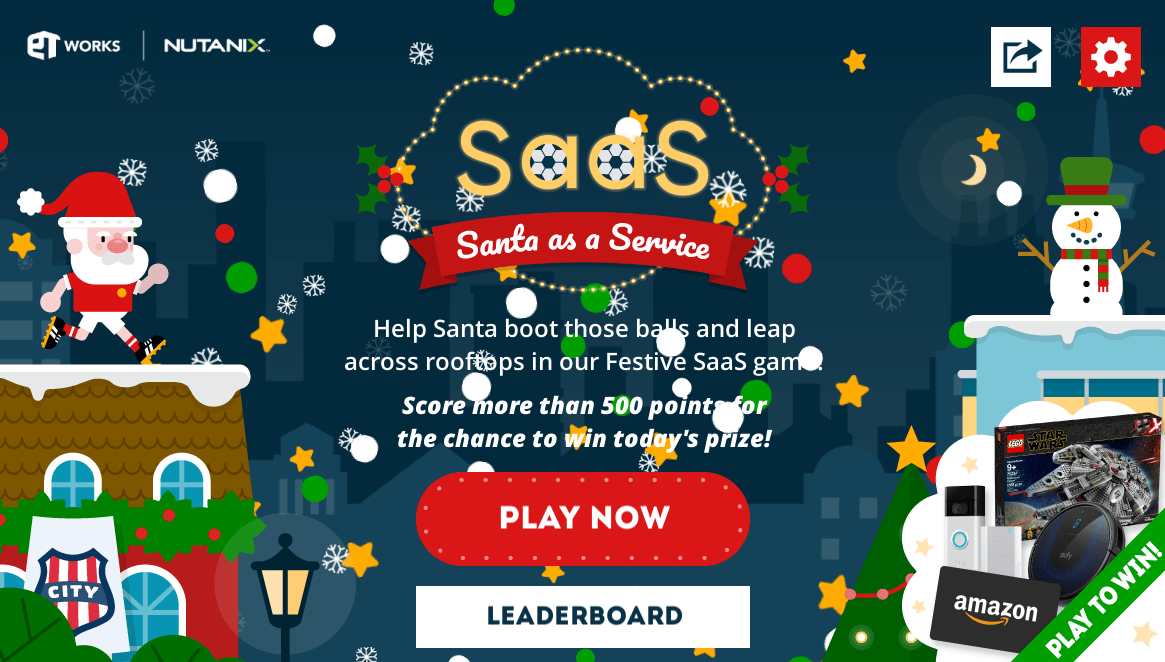 eT WORKS
NUTANIX
SaaS
Santa as a Service
Help Santa boot those balls and leap
across rooftops in our Festive SaaS game.
Score more than 500 points for
the chance to win today's prize!
PLAY NOW
LEADERBOARD
CITY
LEGO STAR WARS
9+
eufy
amazon
PLAY TO WIN!